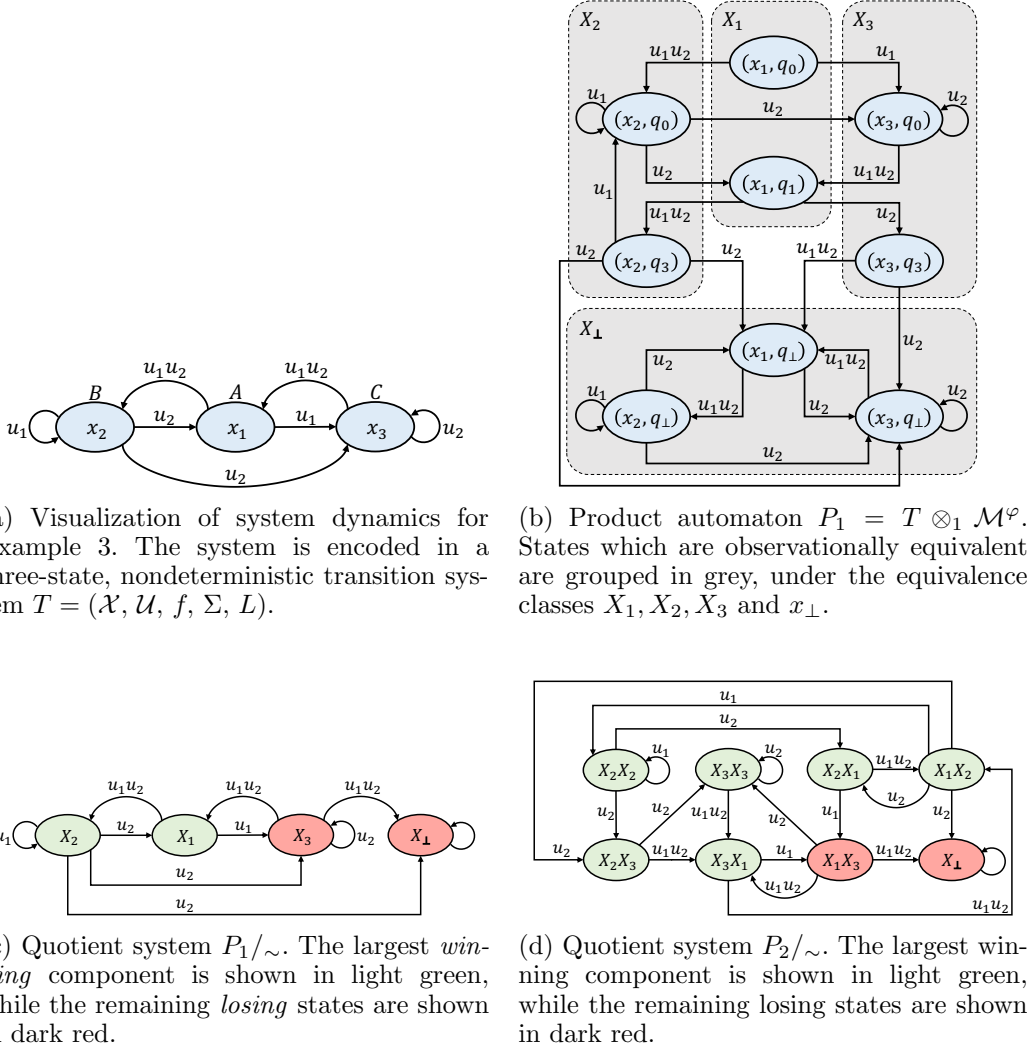 X₂
X₁
X₃
(x₁, q₀)
u₁u₂
u₁
u₁
(x₂, q₀)
u₂
(x₃, q₀)
u₂
u₂
(x₁, q₁)
u₁u₂
u₁
u₁u₂
u₂
u₂
(x₂, q₃)
u₂
u₁u₂
(x₃, q₃)
X⊥
(x₁, q⊥)
u₂
u₂
u₁u₂
u₁
(x₂, q⊥)
u₁u₂
u₂
(x₃, q⊥)
u₂
u₂
u₁u₂
u₁u₂
B
A
C
u₁
x₂
u₂
x₁
u₁
x₃
u₂
u₂
) Visualization of system dynamics for
xample 3. The system is encoded in a
hree-state, nondeterministic transition sys-
em T = (𝒳, 𝒰, f, Σ, L).
(b) Product automaton P₁ = T ⊗₁ ℳ^φ.
States which are observationally equivalent
are grouped in grey, under the equivalence
classes X₁, X₂, X₃ and x⊥.
u₁u₂
u₁u₂
u₁u₂
u₁
X₂
u₂
X₁
u₁
X₃
u₂
X⊥
u₂
u₂
u₁
u₂
X₂X₂
u₁
X₃X₃
u₂
X₂X₁
u₁u₂
X₁X₂
u₂
u₂
u₂
u₁u₂
u₂
u₁
u₂
u₂
X₂X₃
u₁u₂
X₃X₁
u₁
X₁X₃
u₁u₂
X⊥
u₁u₂
u₁u₂
) Quotient system P₁/∼. The largest win-
ing component is shown in light green,
hile the remaining losing states are shown
dark red.
(d) Quotient system P₂/∼. The largest win-
ning component is shown in light green,
while the remaining losing states are shown
in dark red.